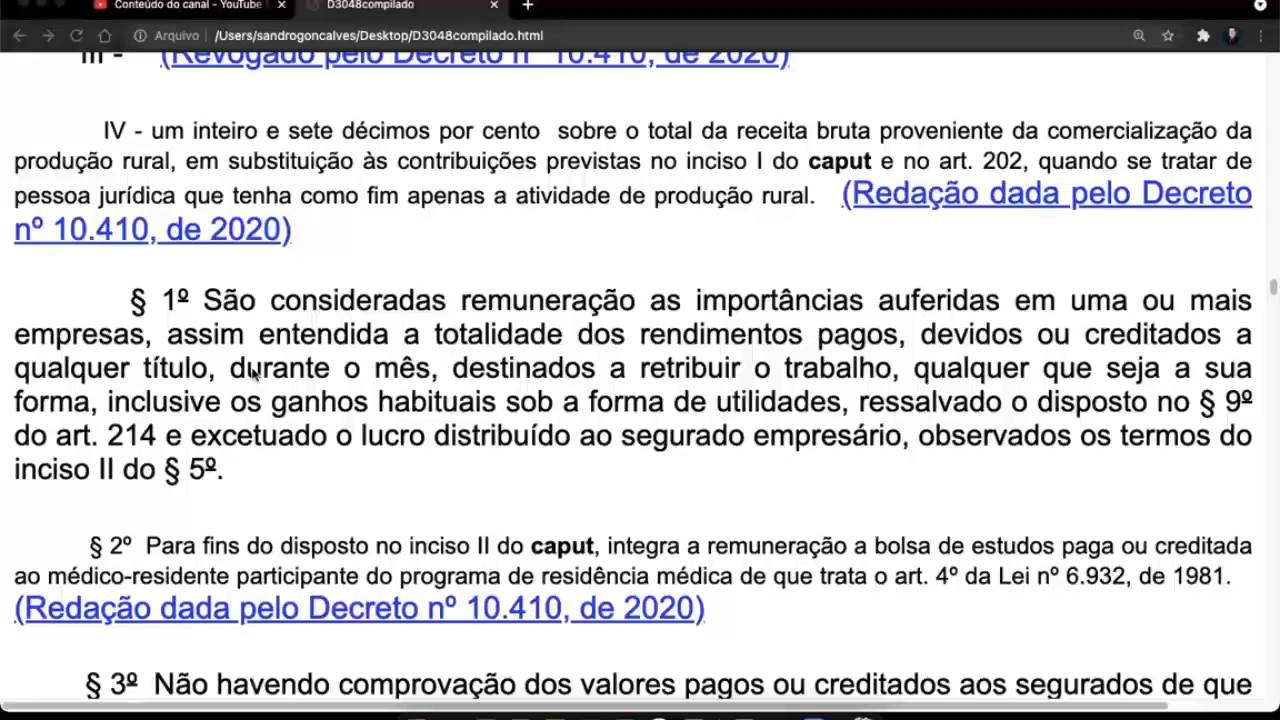 Conteúdo do canal - YouTube
D3048compilado
Arquivo | /Users/sandrogoncalves/Desktop/D3048compilado.html
III - (Revogado pelo Decreto nº 10.410, de 2020)
IV - um inteiro e sete décimos por cento sobre o total da receita bruta proveniente da comercialização da
produção rural, em substituição às contribuições previstas no inciso I do caput e no art. 202, quando se tratar de
pessoa jurídica que tenha como fim apenas a atividade de produção rural. (Redação dada pelo Decreto
nº 10.410, de 2020)
§ 1º São consideradas remuneração as importâncias auferidas em uma ou mais
empresas, assim entendida a totalidade dos rendimentos pagos, devidos ou creditados a
qualquer título, durante o mês, destinados a retribuir o trabalho, qualquer que seja a sua
forma, inclusive os ganhos habituais sob a forma de utilidades, ressalvado o disposto no § 9º
do art. 214 e excetuado o lucro distribuído ao segurado empresário, observados os termos do
inciso II do § 5º.
§ 2º Para fins do disposto no inciso II do caput, integra a remuneração a bolsa de estudos paga ou creditada
ao médico-residente participante do programa de residência médica de que trata o art. 4º da Lei nº 6.932, de 1981.
(Redação dada pelo Decreto nº 10.410, de 2020)
§ 3º Não havendo comprovação dos valores pagos ou creditados aos segurados de que